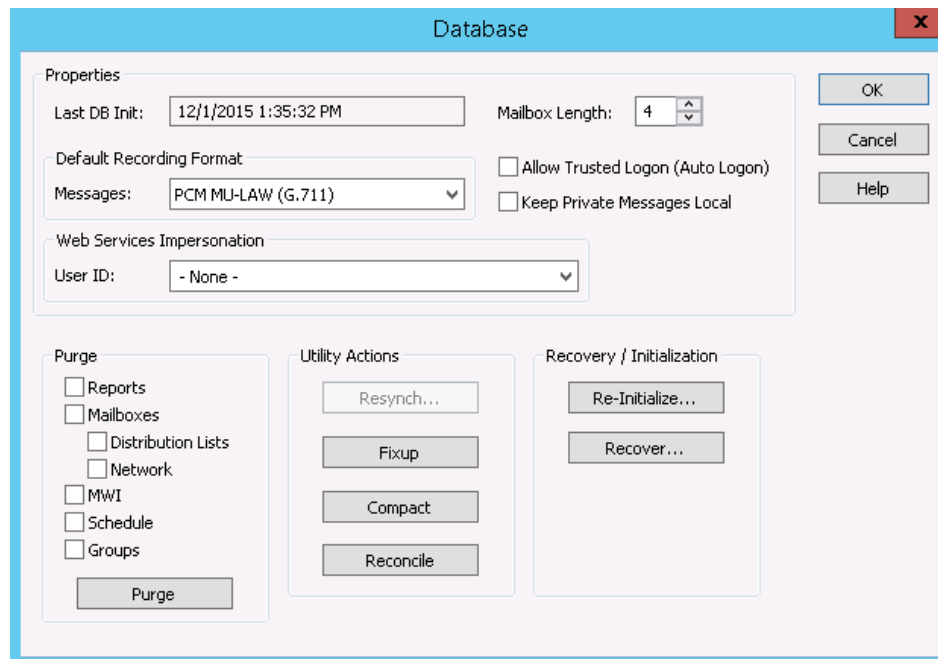 Database
x
Properties
Last DB Init: 12/1/2015 1:35:32 PM
Mailbox Length: 4
OK
Cancel
Help
Default Recording Format
Messages: PCM MU-LAW (G.711)
Allow Trusted Logon (Auto Logon)
Keep Private Messages Local
Web Services Impersonation
User ID: - None -
Purge
Reports
Mailboxes
Distribution Lists
Network
MWI
Schedule
Groups
Purge
Utility Actions
Resynch...
Fixup
Compact
Reconcile
Recovery / Initialization
Re-Initialize...
Recover...